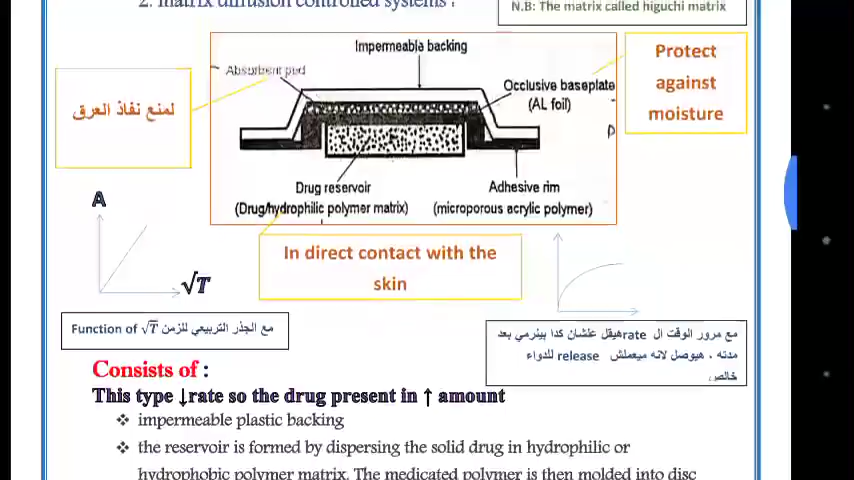 2. matrix diffusion controlled systems :
N.B: The matrix called higuchi matrix
Impermeable backing
Absorbent pad
Occlusive baseplate
(AL foil)
Protect
against
moisture
لمنع نفاذ العرق
Drug reservoir
(Drug/hydrophilic polymer matrix)
Adhesive rim
(microporous acrylic polymer)
A
√T
In direct contact with the
skin
Function of √T مع الجذر التربيعي للزمن
مع مرور الوقت ال rate هيقل علشان كدا بيترمي بعد
مدته ، هيوصل لانه ميعملش release للدواء
خالص
Consists of :
This type ↓rate so the drug present in ↑ amount
❖ impermeable plastic backing
❖ the reservoir is formed by dispersing the solid drug in hydrophilic or
hydrophobic polymer matrix. The medicated polymer is then molded into disc